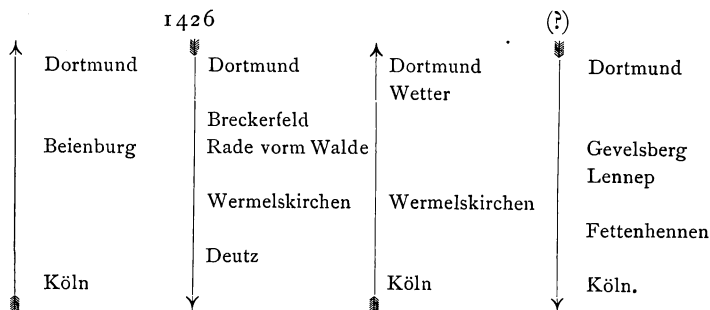 1426
(?)
Dortmund
Beienburg
Köln
Dortmund
Breckerfeld
Rade vorm Walde
Wermelskirchen
Deutz
Dortmund
Wetter
Wermelskirchen
Köln
Dortmund
Gevelsberg
Lennep
Fettenhennen
Köln.